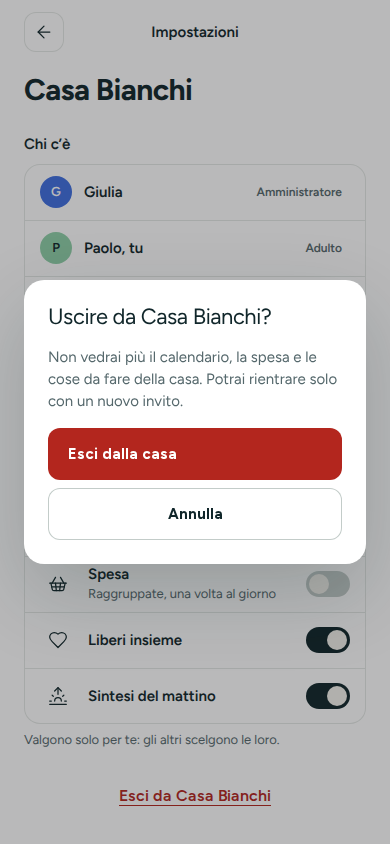 Impostazioni
Casa Bianchi
Chi c'è
G
Giulia
Amministratore
P
Paolo, tu
Adulto
Uscire da Casa Bianchi?
Non vedrai più il calendario, la spesa e le
cose da fare della casa. Potrai rientrare solo
con un nuovo invito.
Esci dalla casa
Annulla
Spesa
Raggruppate, una volta al giorno
Liberi insieme
Sintesi del mattino
Valgono solo per te: gli altri scelgono le loro.
Esci da Casa Bianchi